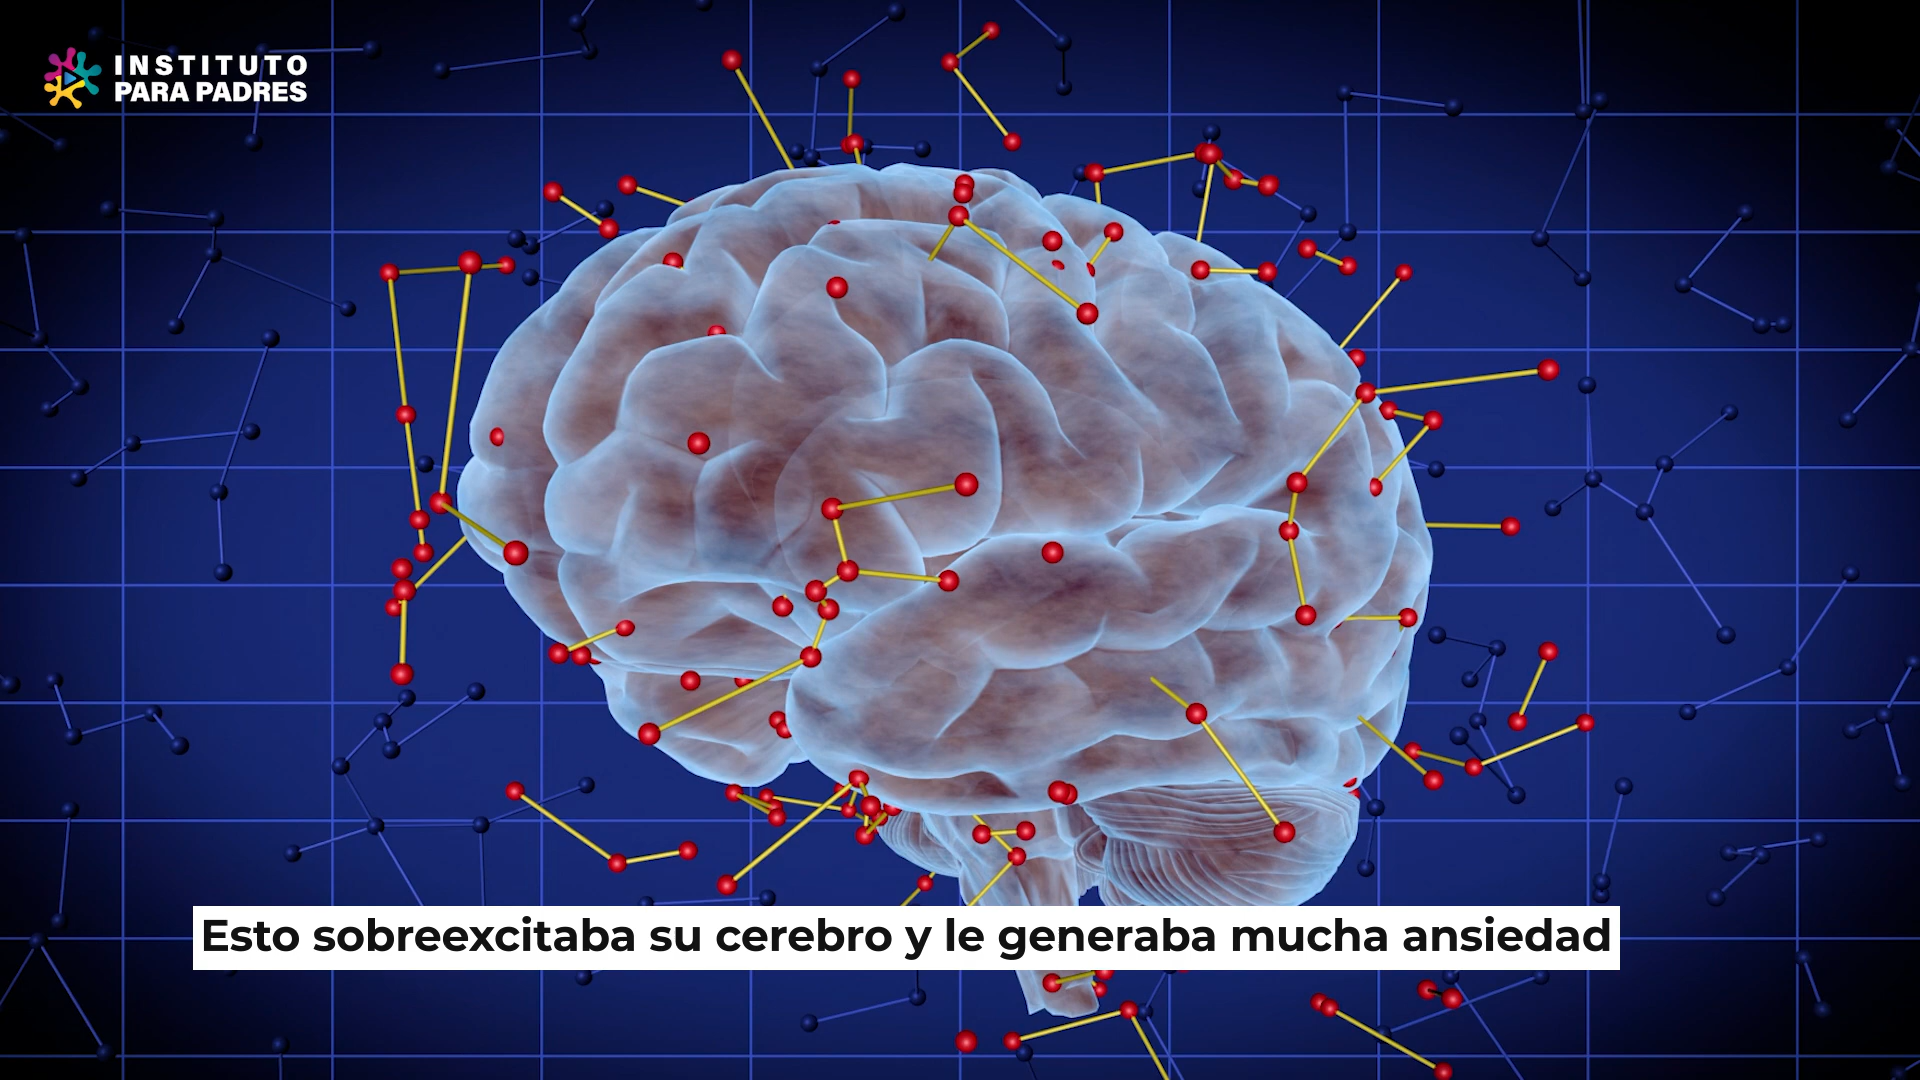 INSTITUTO
PARA PADRES
Esto sobreexcitaba su cerebro y le generaba mucha ansiedad